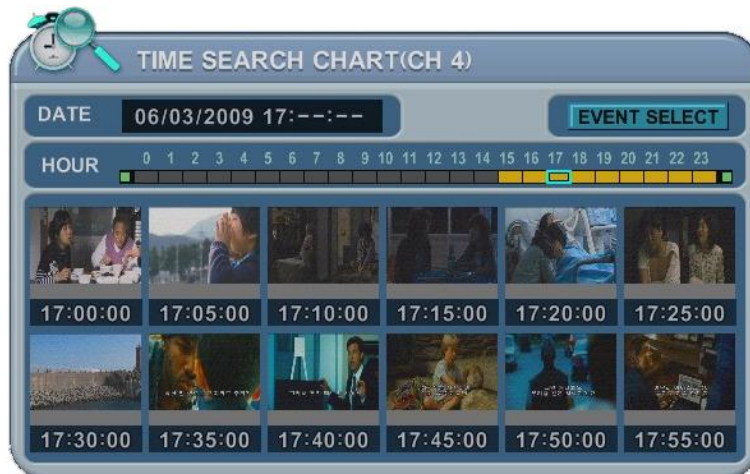 TIME SEARCH CHART(CH 4)
DATE 06/03/2009 17:--:-- EVENT SELECT
HOUR 0 1 2 3 4 5 6 7 8 9 10 11 12 13 14 15 16 17 18 19 20 21 22 23
17:00:00 17:05:00 17:10:00 17:15:00 17:20:00 17:25:00
17:30:00 17:35:00 17:40:00 17:45:00 17:50:00 17:55:00